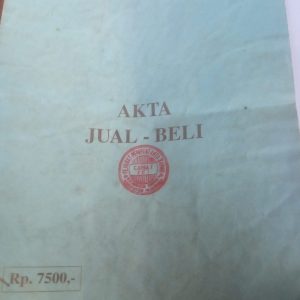 AKTA
JUAL - BELI
Rp. 7500,-